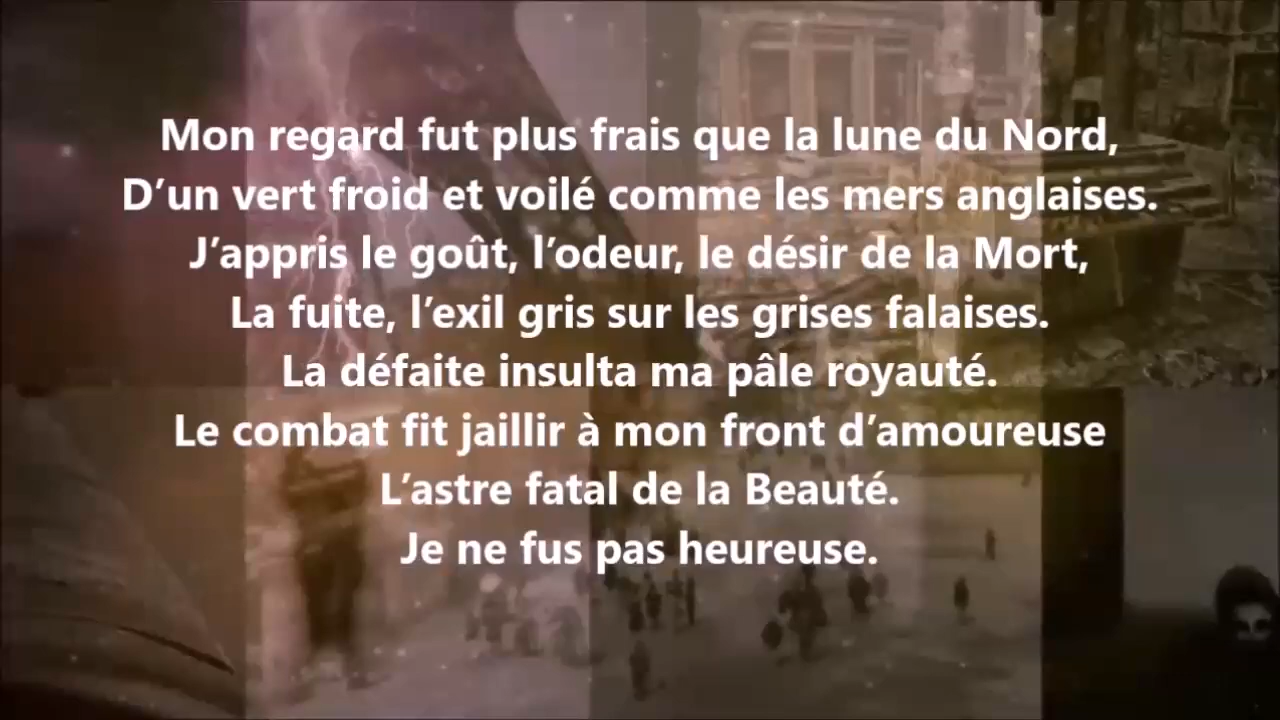 Mon regard fut plus frais que la lune du Nord,
D’un vert froid et voilé comme les mers anglaises.
J’appris le goût, l’odeur, le désir de la Mort,
La fuite, l’exil gris sur les grises falaises.
La défaite insulta ma pâle royauté.
Le combat fit jaillir à mon front d’amoureuse
L’astre fatal de la Beauté.
Je ne fus pas heureuse.